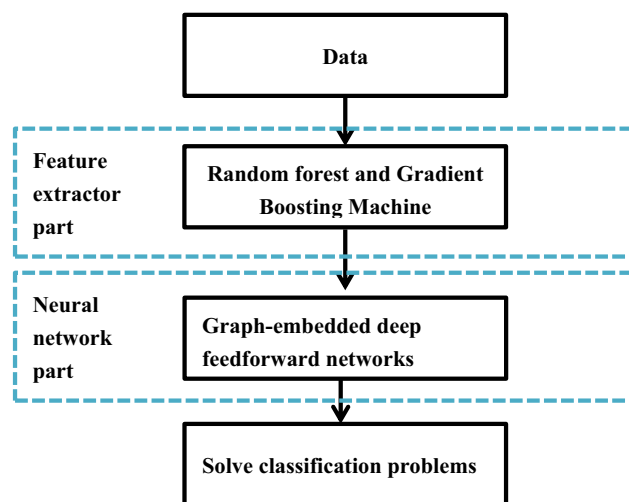 Data
Feature
extractor
part
Random forest and Gradient
Boosting Machine
Neural
network
part
Graph-embedded deep
feedforward networks
Solve classification problems